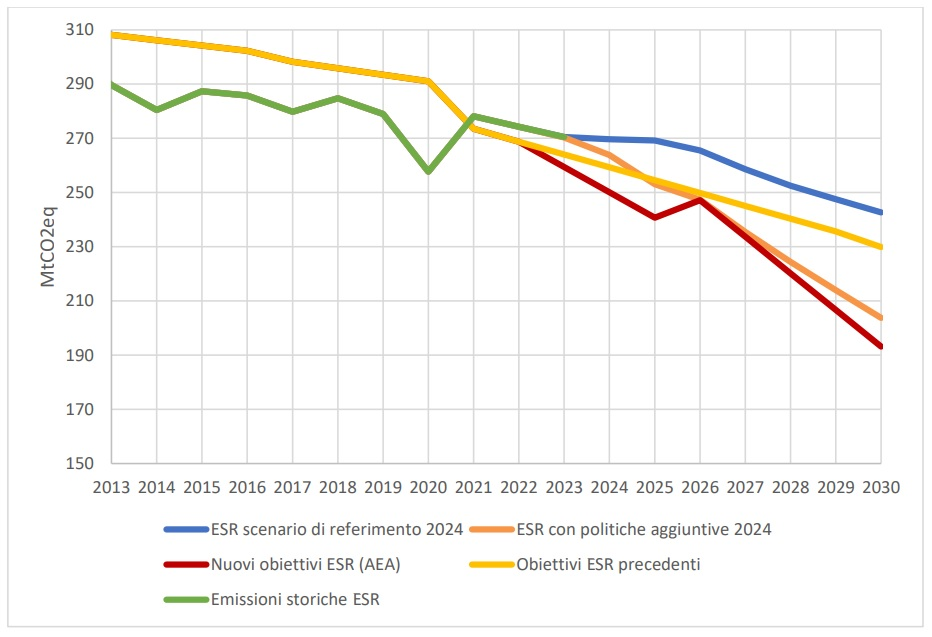 310
290
270
250
230
210
190
170
150
MtCO2eq
2013 2014 2015 2016 2017 2018 2019 2020 2021 2022 2023 2024 2025 2026 2027 2028 2029 2030
ESR scenario di referimento 2024 ESR con politiche aggiuntive 2024
Nuovi obiettivi ESR (AEA) Obiettivi ESR precedenti
Emissioni storiche ESR